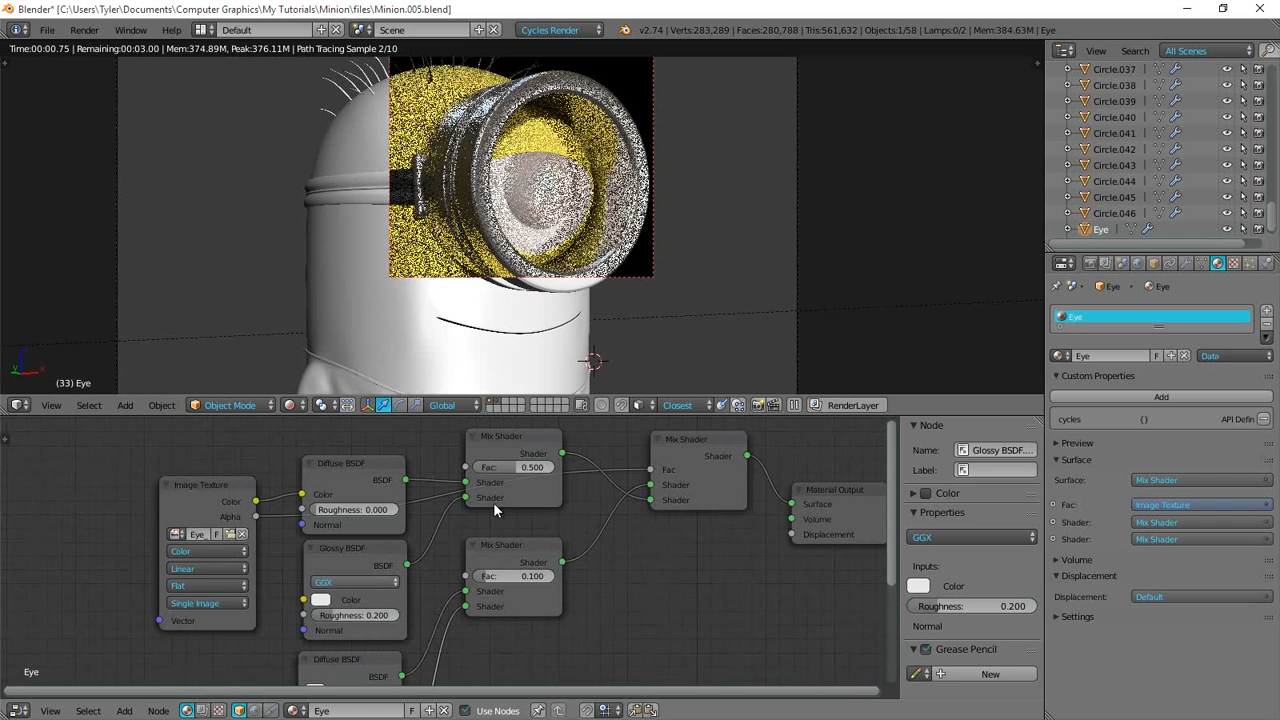 Blender* [C:\Users\Tyler\Documents\Computer Graphics\My Tutorials\Minion\files\Minion.005.blend]
File Render Window Help Default Scene Cycles Render v2.74 | Verts:283,289 | Faces:280,788 | Tris:561,632 | Objects:1/58 | Lamps:0/2 | Mem:384.63M | Eye
View Search All Scenes
Time:00:00.75 | Remaining:00:03.00 | Mem:374.89M, Peak:376.11M | Path Tracing Sample 2/10
Circle.037
Circle.038
Circle.039
Circle.040
Circle.041
Circle.042
Circle.043
Circle.044
Circle.045
Circle.046
Eye
Eye Eye
Eye
Eye F Data
Custom Properties
Add
cycles {} API Defin
Preview
Surface
Surface: Mix Shader
Fac: Image Texture
Shader: Mix Shader
Shader: Mix Shader
Volume
Displacement
Displacement: Default
Settings
(33) Eye
View Select Add Object Object Mode Global Closest RenderLayer
Image Texture
Color
Alpha
Eye_ F
Color
Linear
Flat
Single Image
Vector
Diffuse BSDF
BSDF
Color
Roughness: 0.000
Normal
Glossy BSDF
BSDF
GGX
Color
Roughness: 0.200
Normal
Diffuse BSDF
BSDF
Mix Shader
Shader
Fac: 0.500
Shader
Shader
Mix Shader
Shader
Fac: 0.100
Shader
Shader
Mix Shader
Shader
Fac
Shader
Shader
Material Output
Surface
Volume
Displacement
Node
Name: Glossy BSDF....
Label:
Color
Properties
GGX
Inputs:
Color
Roughness: 0.200
Normal
Grease Pencil
New
Eye
View Select Add Node Eye F Use Nodes